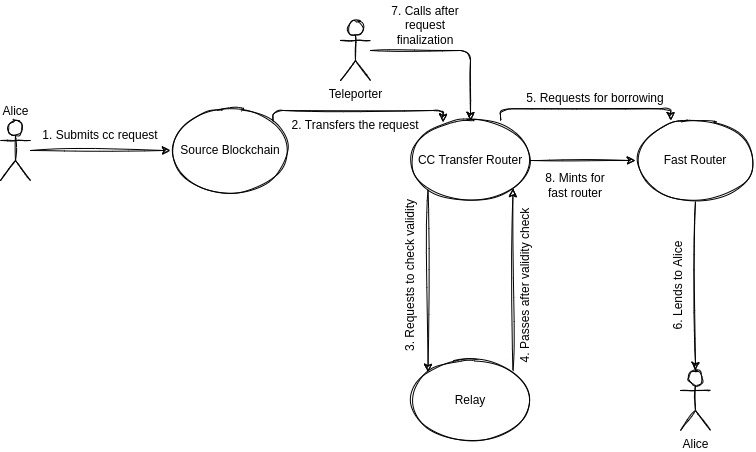 7. Calls after
request
finalization
Teleporter
Alice
1. Submits cc request
Source Blockchain
2. Transfers the request
CC Transfer Router
5. Requests for borrowing
Fast Router
8. Mints for
fast router
3. Requests to check validity
4. Passes after validity check
6. Lends to Alice
Relay
Alice